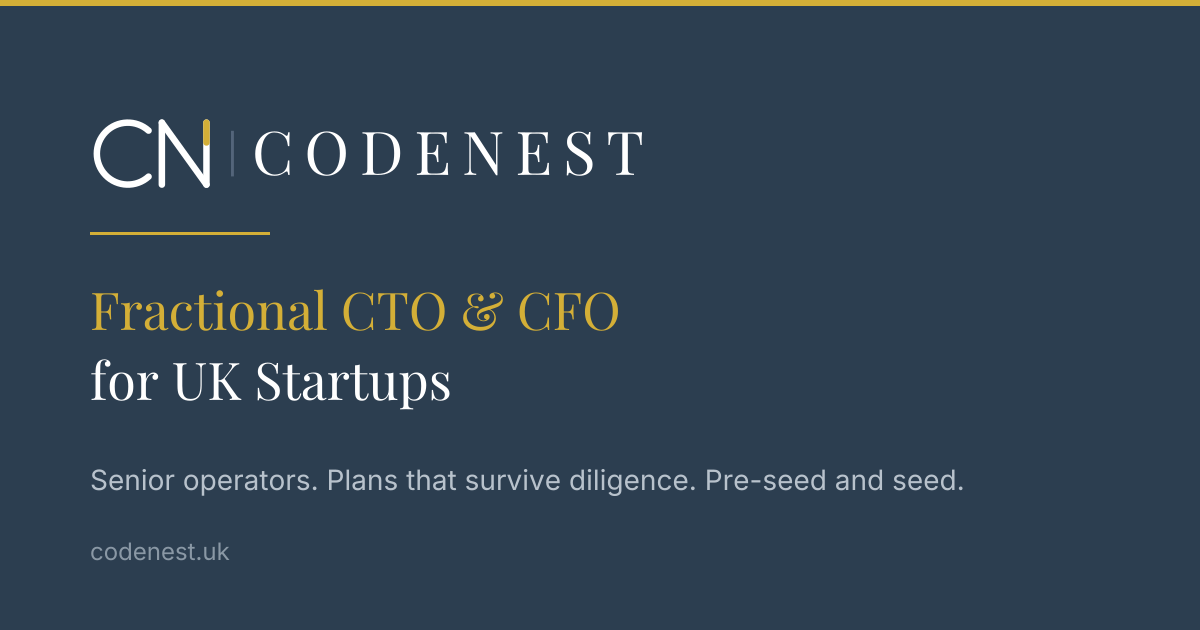 CN | CODENEST
Fractional CTO & CFO
for UK Startups
Senior operators. Plans that survive diligence. Pre-seed and seed.
codenest.uk